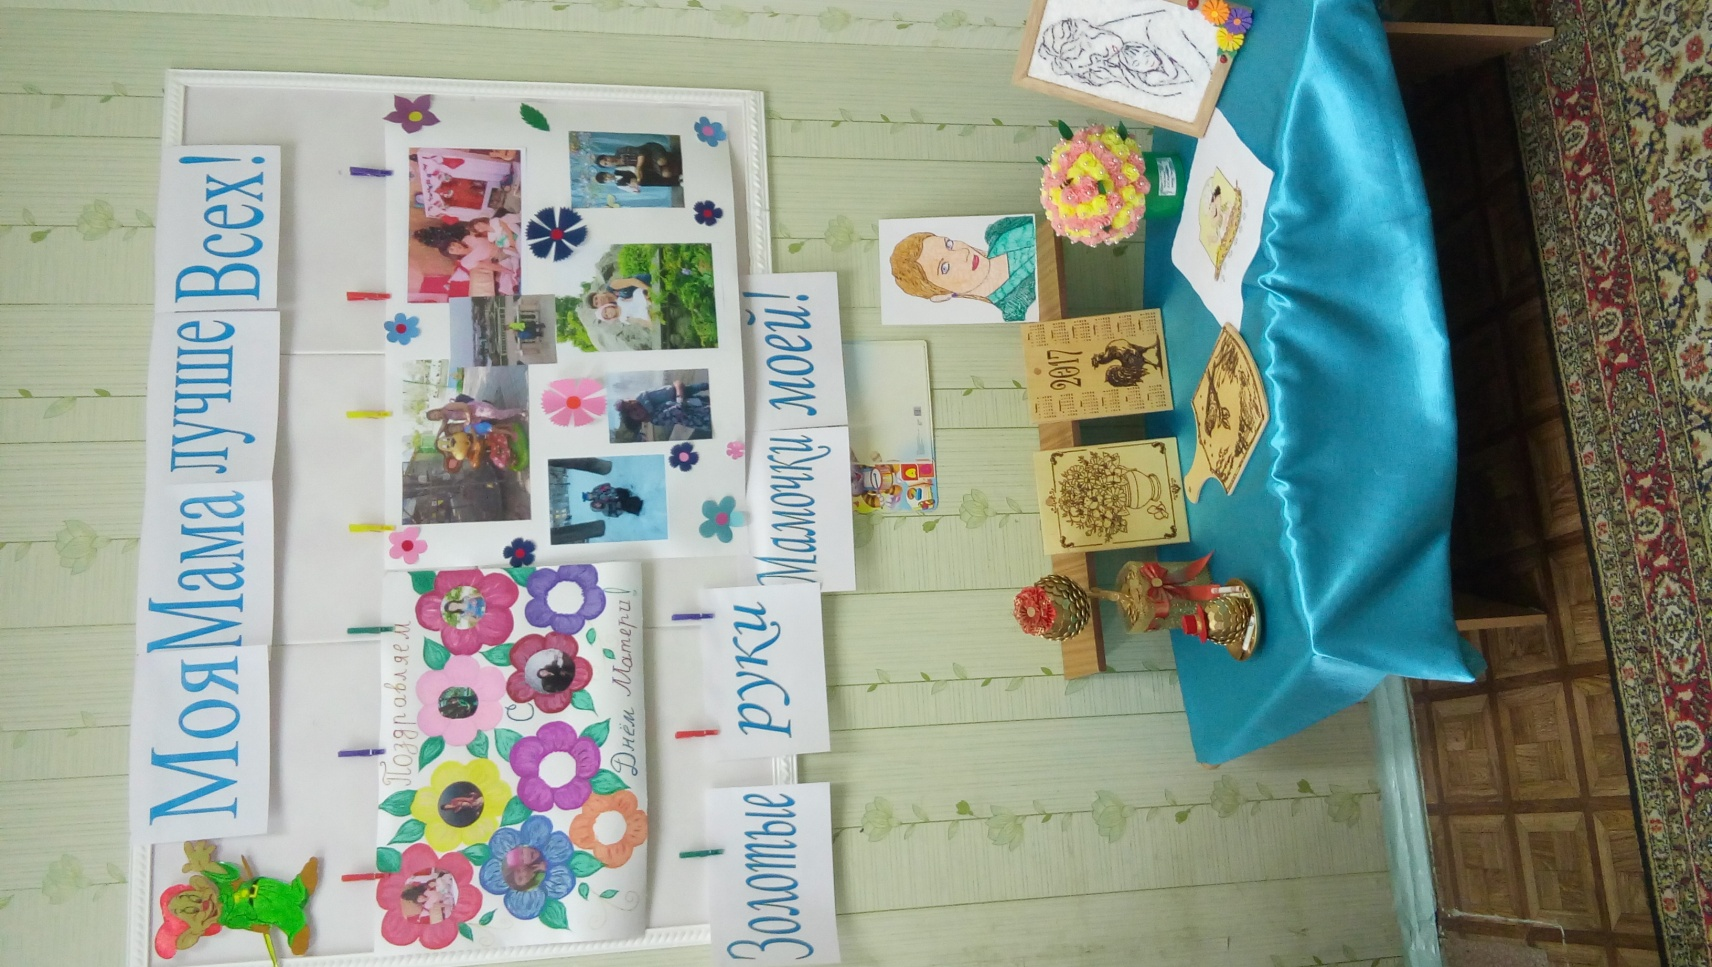 Моя Мама лучше Всех!
Поздравляем
С
Днём Матери!
Золотые руки Мамочки моей!
2017